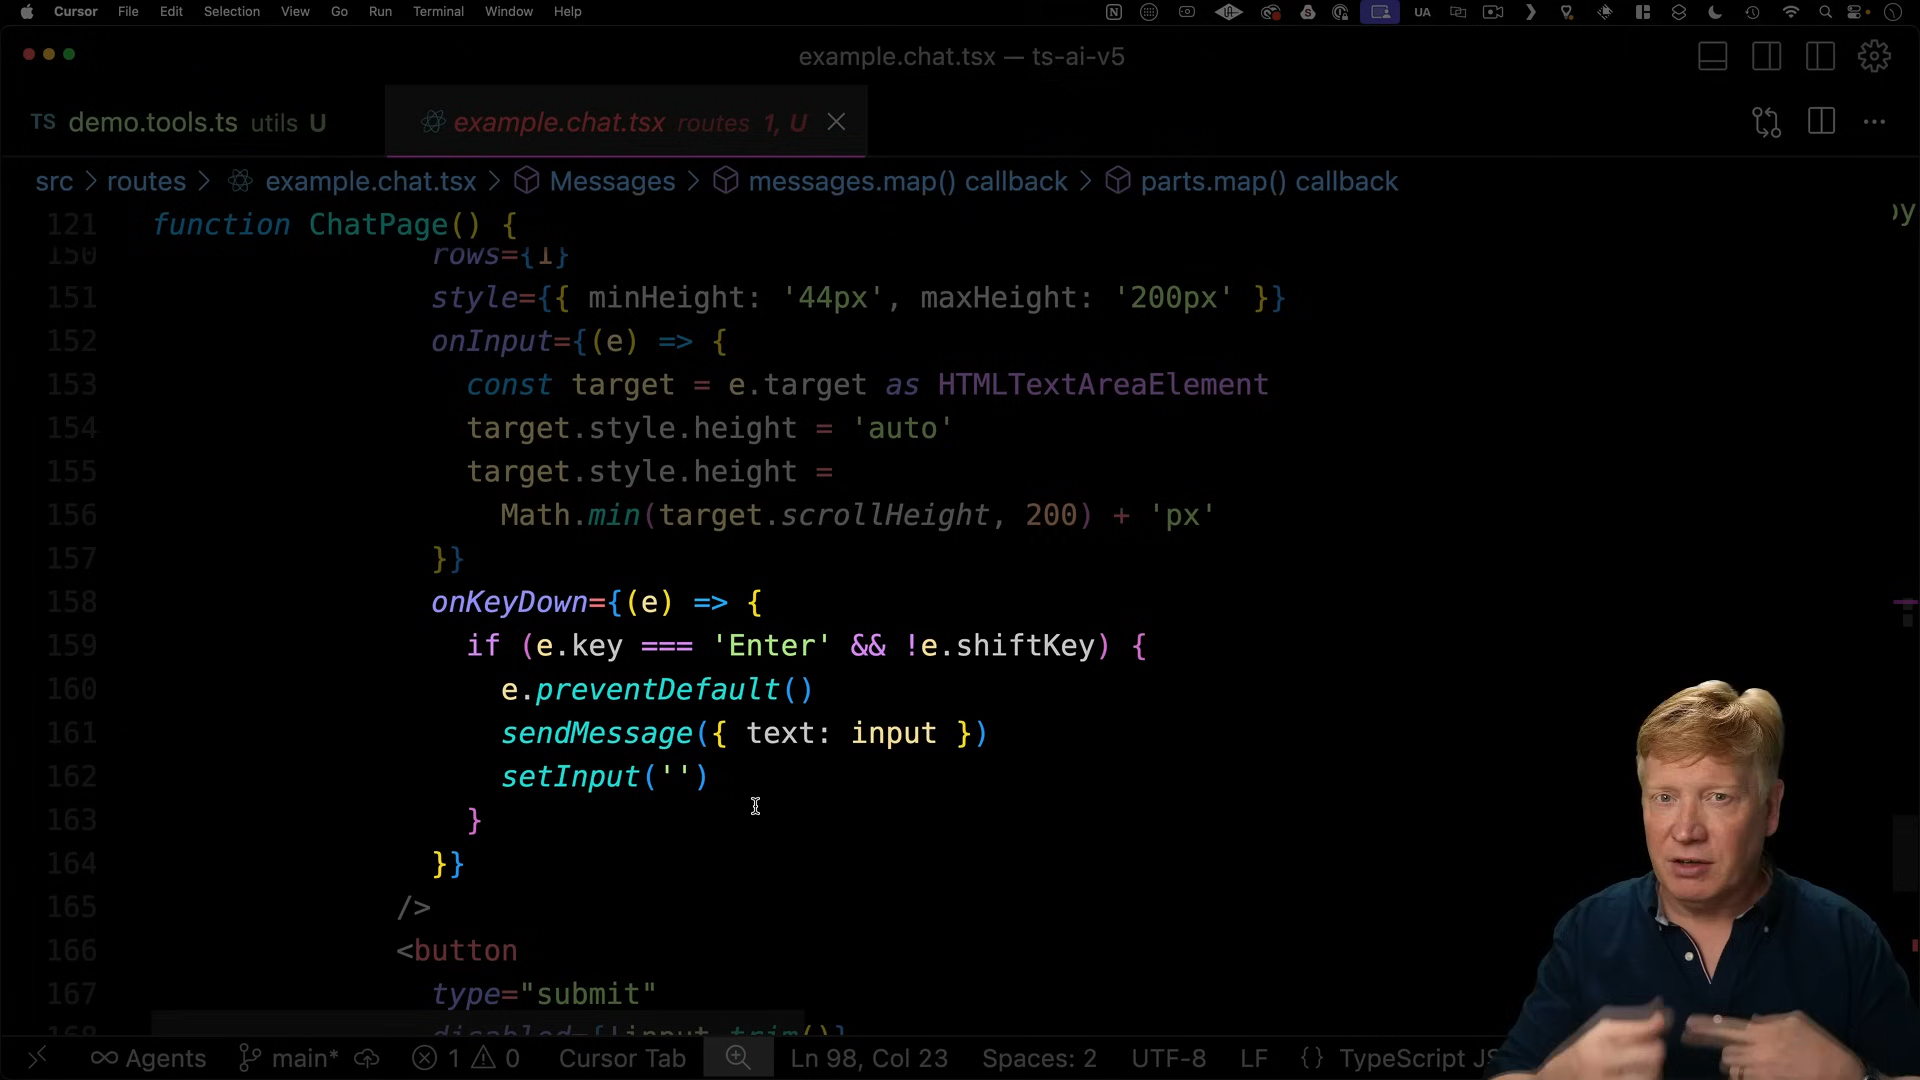 Cursor File Edit Selection View Go Run Terminal Window Help UA
example.chat.tsx — ts-ai-v5
TS demo.tools.ts utils U
example.chat.tsx routes 1, U
src > routes > example.chat.tsx > Messages > messages.map() callback > parts.map() callback
121 function ChatPage() {
150 rows={1}
151 style={{ minHeight: '44px', maxHeight: '200px' }}
152 onInput={(e) => {
153 const target = e.target as HTMLTextAreaElement
154 target.style.height = 'auto'
155 target.style.height =
156 Math.min(target.scrollHeight, 200) + 'px'
157 }}
158 onKeyDown={(e) => {
159 if (e.key === 'Enter' && !e.shiftKey) {
160 e.preventDefault()
161 sendMessage({ text: input })
162 setInput('')
163 }
164 }}
165 />
166 <button
167 type="submit"
168 disabled={!input.trim()}
Agents main* 1 0 Cursor Tab Ln 98, Col 23 Spaces: 2 UTF-8 LF {} TypeScript JS